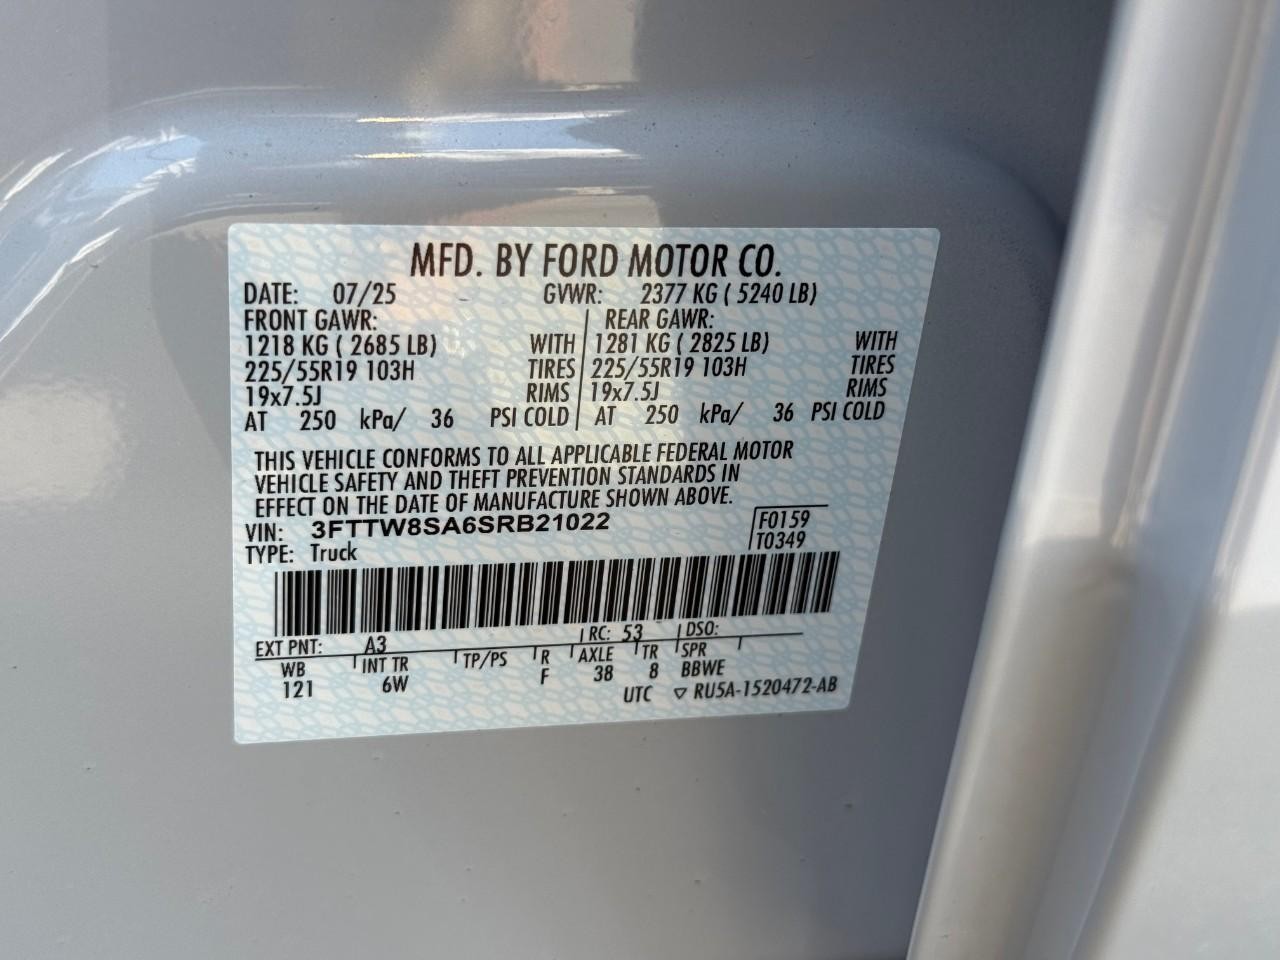 MFD. BY FORD MOTOR CO.
DATE: 07/25 GVWR: 2377 KG ( 5240 LB)
FRONT GAWR: REAR GAWR:
1218 KG ( 2685 LB) WITH 1281 KG ( 2825 LB) WITH
225/55R19 103H TIRES 225/55R19 103H TIRES
19x7.5J RIMS 19x7.5J RIMS
AT 250 kPa/ 36 PSI COLD AT 250 kPa/ 36 PSI COLD
THIS VEHICLE CONFORMS TO ALL APPLICABLE FEDERAL MOTOR
VEHICLE SAFETY AND THEFT PREVENTION STANDARDS IN
EFFECT ON THE DATE OF MANUFACTURE SHOWN ABOVE.
VIN: 3FTTW8SA6SRB21022 F0159
TYPE: Truck T0349
EXT PNT: A3 RC: 53 DSO:
WB INT TR TP/PS R AXLE TR SPR
121 6W F 38 8 BBWE
UTC ▽ RU5A-1520472-AB